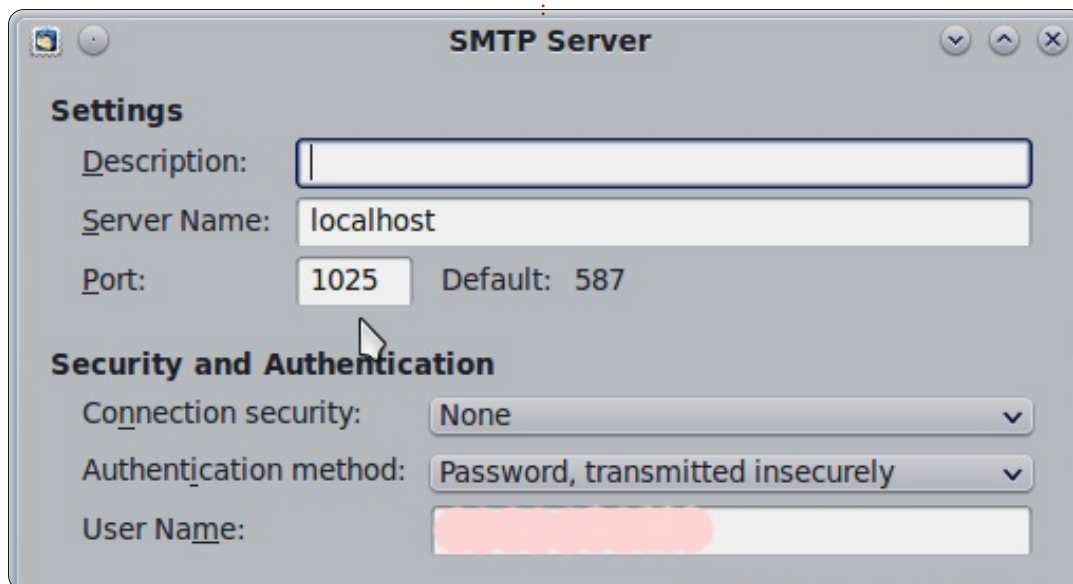 SMTP Server
Settings
Description:
Server Name: localhost
Port: 1025 Default: 587
Security and Authentication
Connection security: None
Authentication method: Password, transmitted insecurely
User Name: